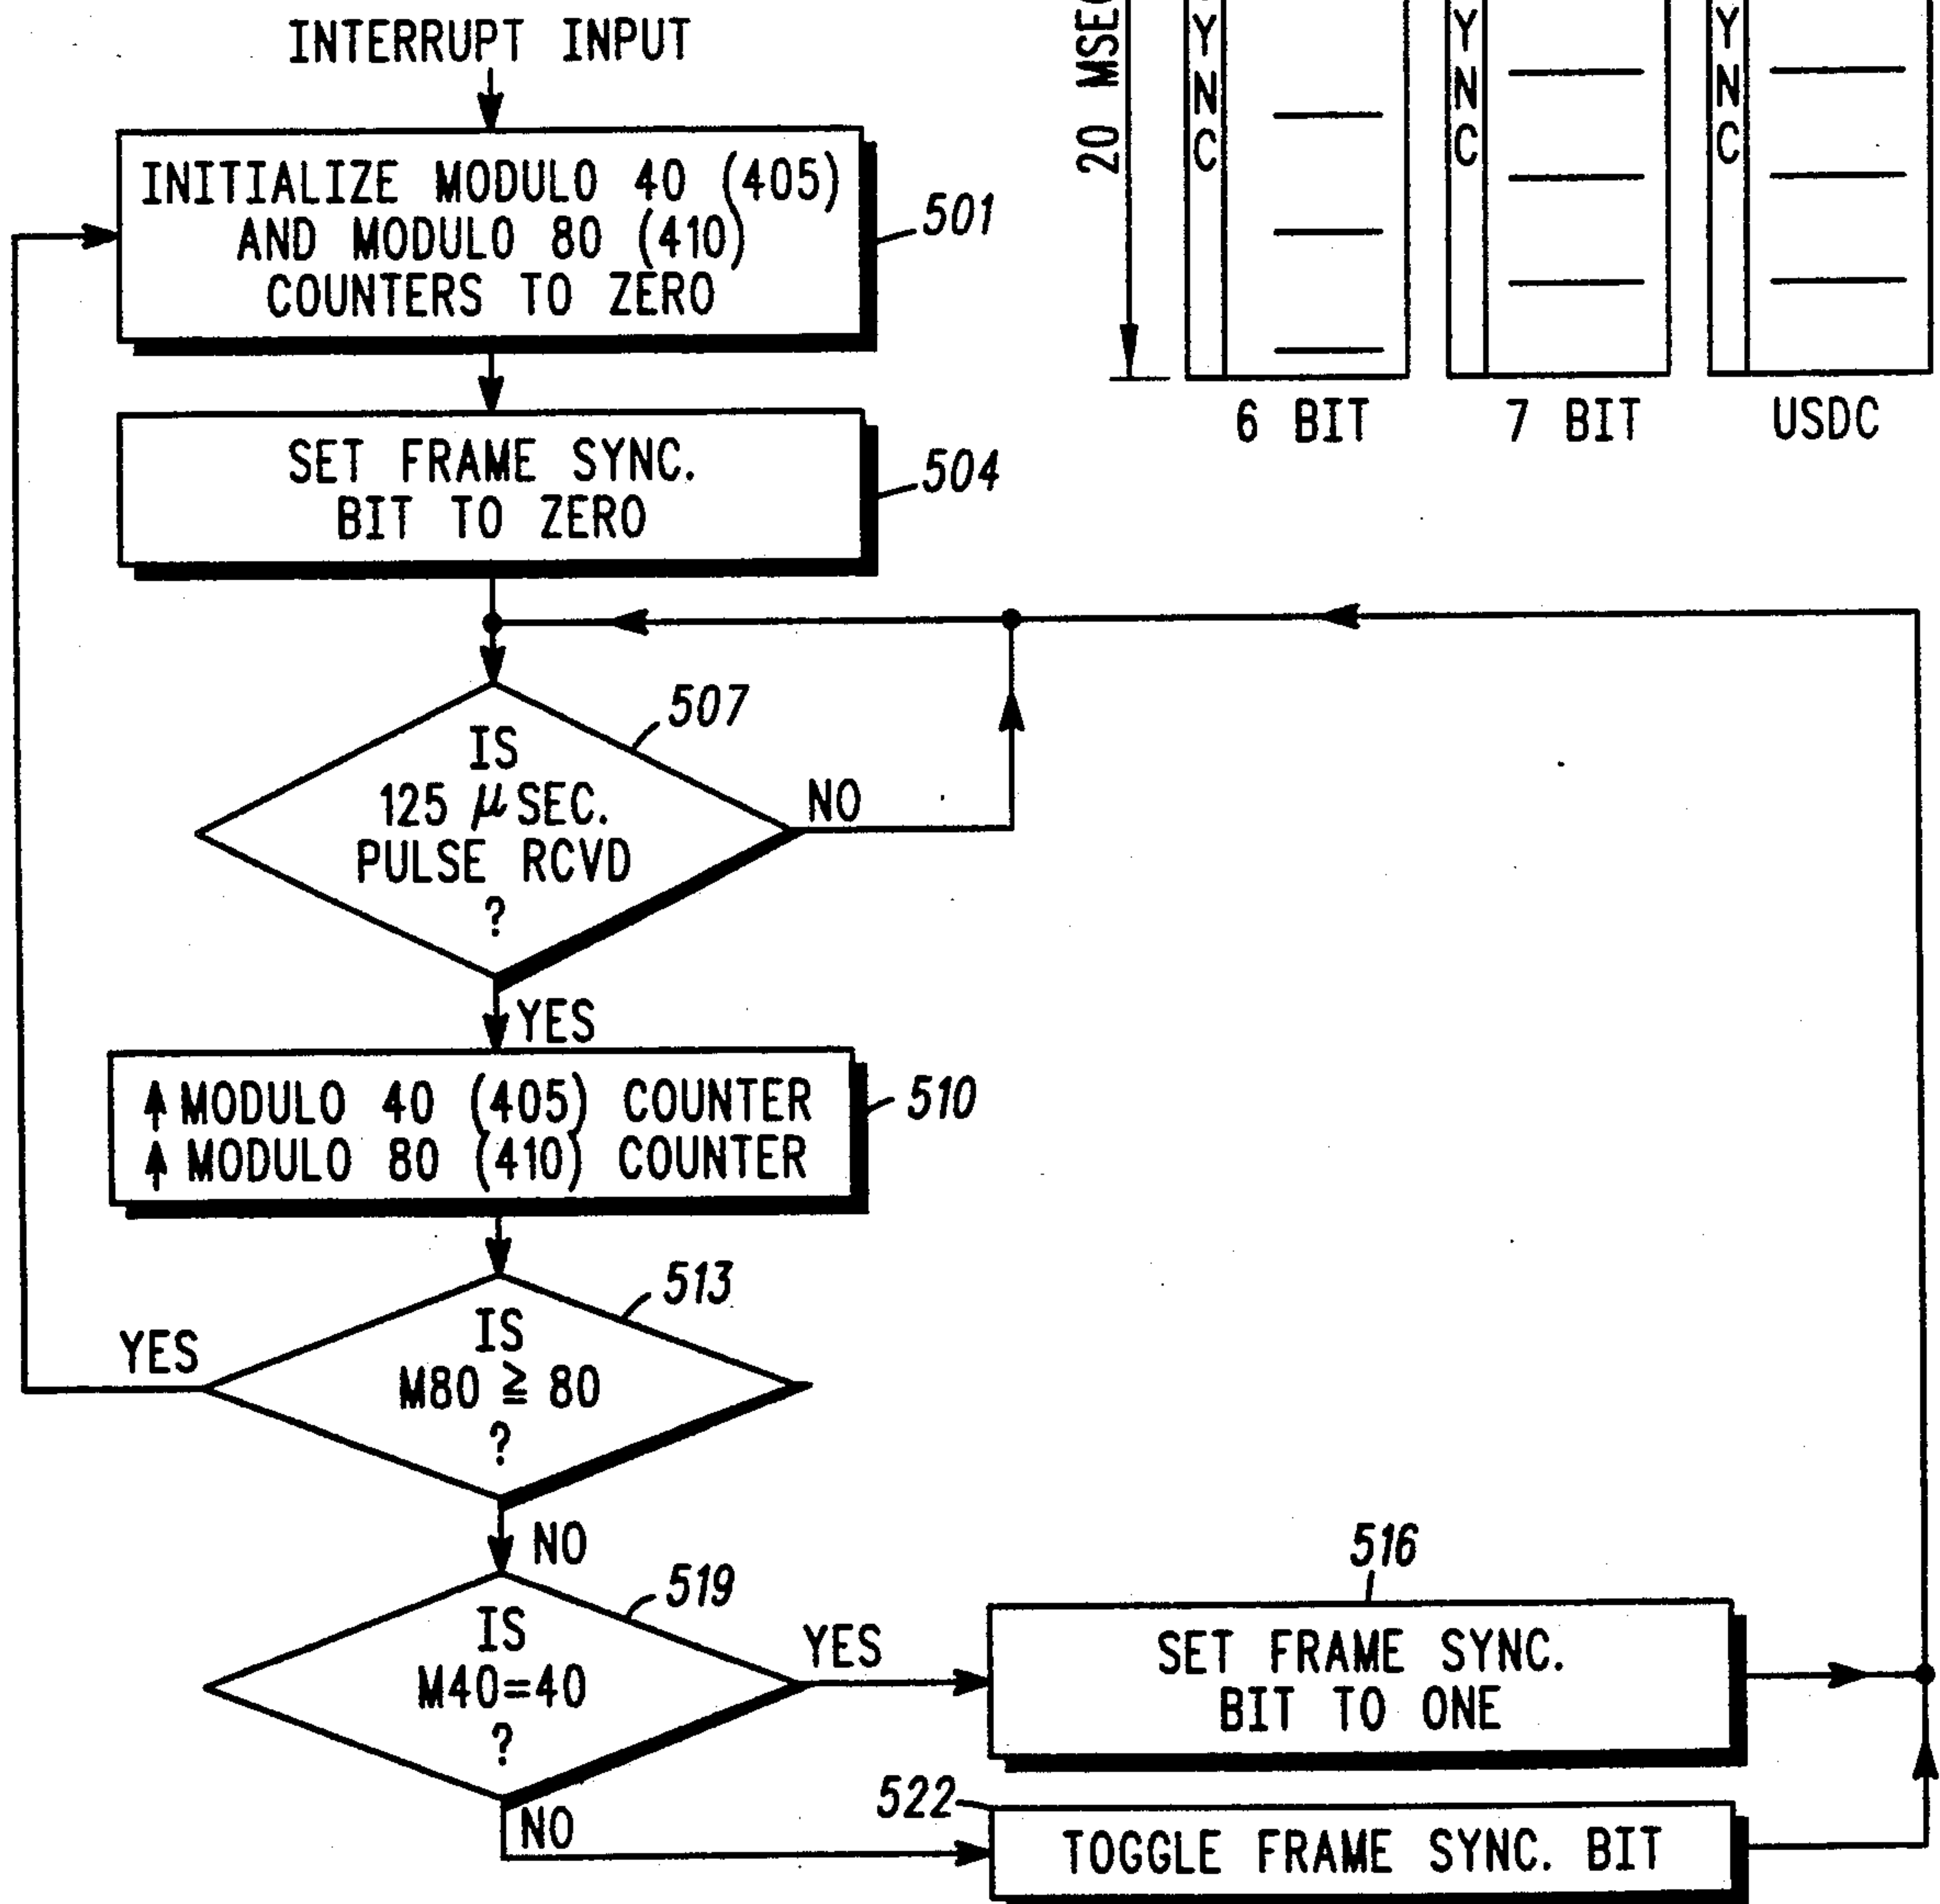 INTERRUPT INPUT
INITIALIZE MODULO 40 (405)
AND MODULO 80 (410)
COUNTERS TO ZERO
501
SET FRAME SYNC.
BIT TO ZERO
504
IS
125 μSEC.
PULSE RCVD
?
507
NO
YES
↑ MODULO 40 (405) COUNTER
↑ MODULO 80 (410) COUNTER
510
IS
M80 ≧ 80
?
513
YES
NO
IS
M40=40
?
519
YES
NO
516
SET FRAME SYNC.
BIT TO ONE
522
TOGGLE FRAME SYNC. BIT
20 MSEC
Y
N
C
Y
N
C
Y
N
C
6 BIT
7 BIT
USDC